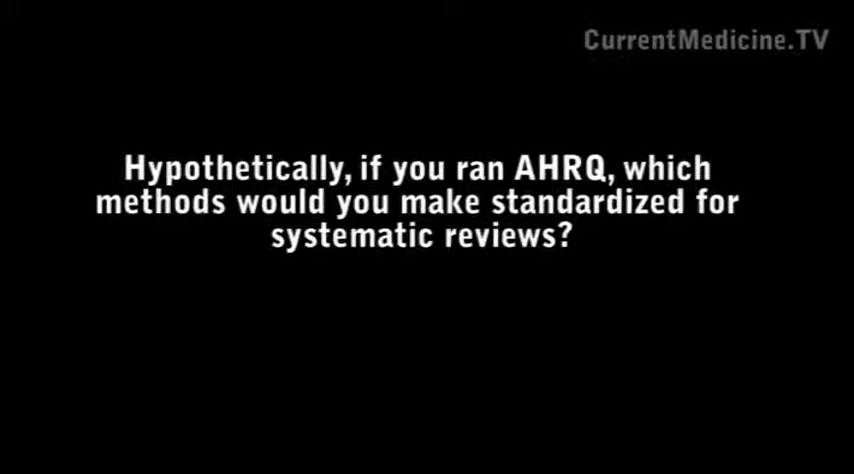 CurrentMedicine.TV
Hypothetically, if you ran AHRQ, which
methods would you make standardized for
systematic reviews?